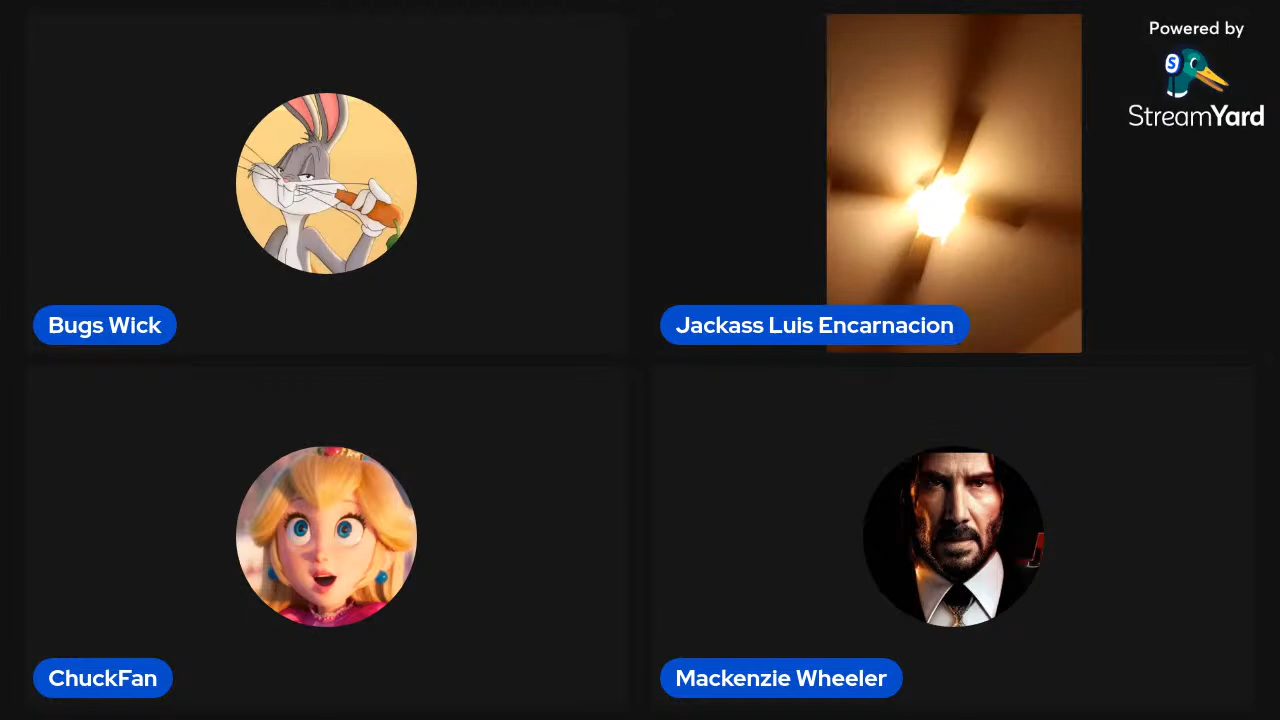 Powered by
S
StreamYard
Bugs Wick
Jackass Luis Encarnacion
ChuckFan
Mackenzie Wheeler